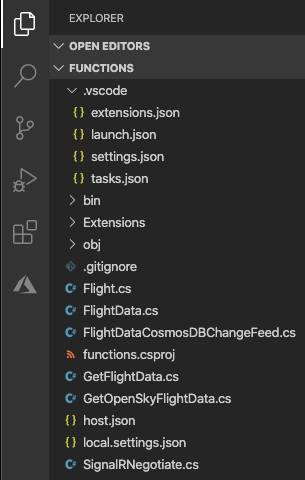 EXPLORER
OPEN EDITORS
FUNCTIONS
.vscode
{} extensions.json
{} launch.json
{} settings.json
{} tasks.json
bin
Extensions
obj
.gitignore
C# Flight.cs
C# FlightData.cs
C# FlightDataCosmosDBChangeFeed.cs
functions.csproj
C# GetFlightData.cs
C# GetOpenSkyFlightData.cs
{} host.json
{} local.settings.json
C# SignalRNegotiate.cs